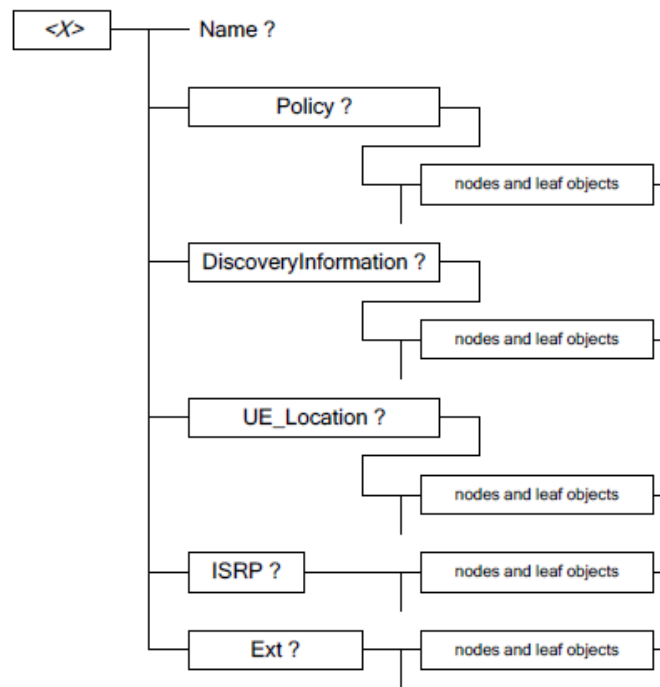 <X>
Name ?
Policy ?
nodes and leaf objects
DiscoveryInformation ?
nodes and leaf objects
UE_Location ?
nodes and leaf objects
ISRP ?
nodes and leaf objects
Ext ?
nodes and leaf objects